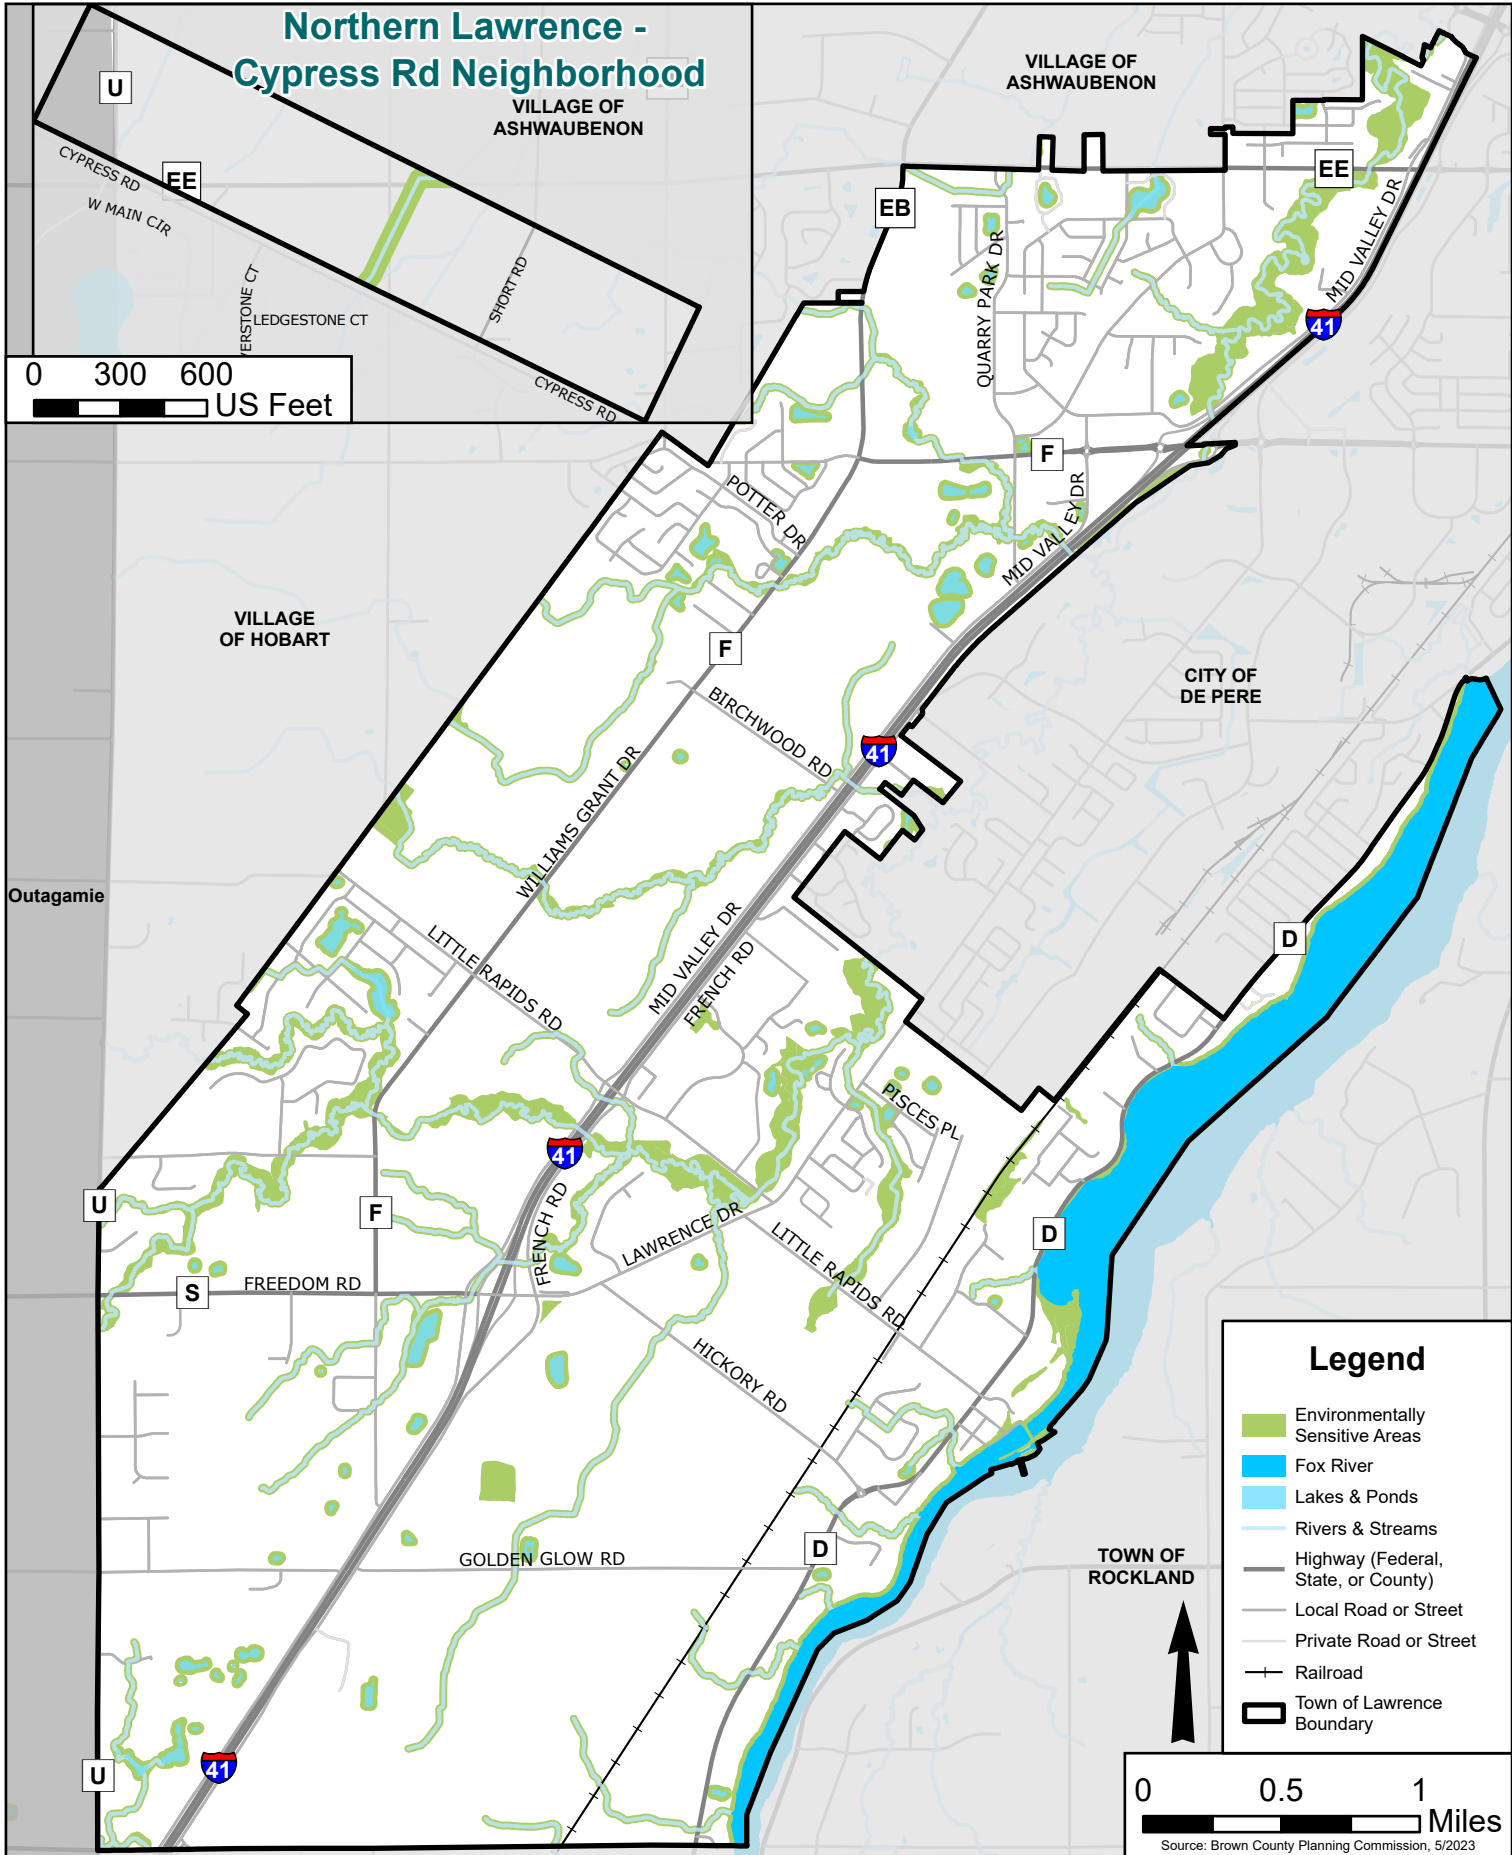 Northern Lawrence -
Cypress Rd Neighborhood
VILLAGE OF
ASHWAUBENON
U
EE
CYPRESS RD
W MAIN CIR
VERSTONE CT
LEDGESTONE CT
SHORT RD
CYPRESS RD
0 300 600
US Feet
VILLAGE OF
ASHWAUBENON
EE
EB
MID VALLEY DR
QUARRY PARK DR
41
F
POTTER DR
MID VALLEY DR
VILLAGE
OF HOBART
F
CITY OF
DE PERE
BIRCHWOOD RD
41
WILLIAMS GRANT DR
Outagamie
LITTLE RAPIDS RD
MID VALLEY DR
FRENCH RD
D
PISCES PL
41
U
F
FRENCH RD
LAWRENCE DR
LITTLE RAPIDS RD
D
S
FREEDOM RD
HICKORY RD
GOLDEN GLOW RD
D
TOWN OF
ROCKLAND
U
41
Legend
Environmentally
Sensitive Areas
Fox River
Lakes & Ponds
Rivers & Streams
Highway (Federal,
State, or County)
Local Road or Street
Private Road or Street
Railroad
Town of Lawrence
Boundary
0 0.5 1
Miles
Source: Brown County Planning Commission, 5/2023